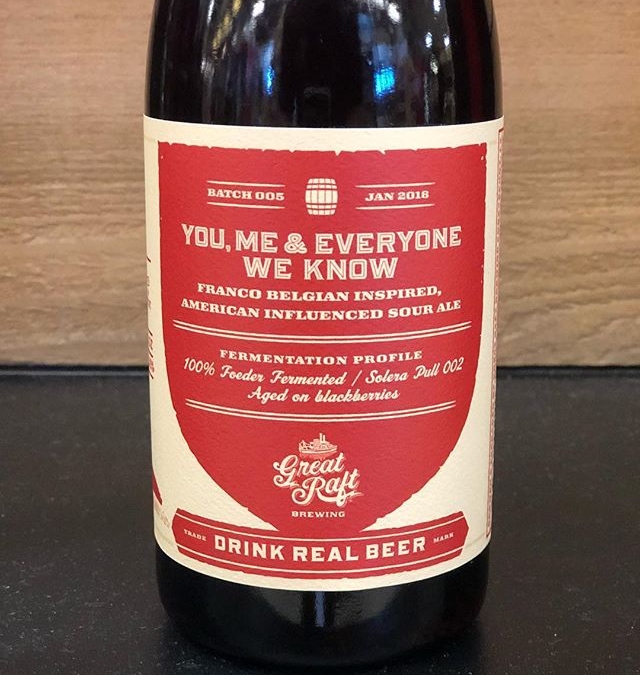 BATCH 005 JAN 2018
YOU, ME & EVERYONE
WE KNOW
FRANCO BELGIAN INSPIRED,
AMERICAN INFLUENCED SOUR ALE
FERMENTATION PROFILE
100% Foeder Fermented / Solera Pull 002
Aged on blackberries
Great
Raft
BREWING
TRADE DRINK REAL BEER MARK